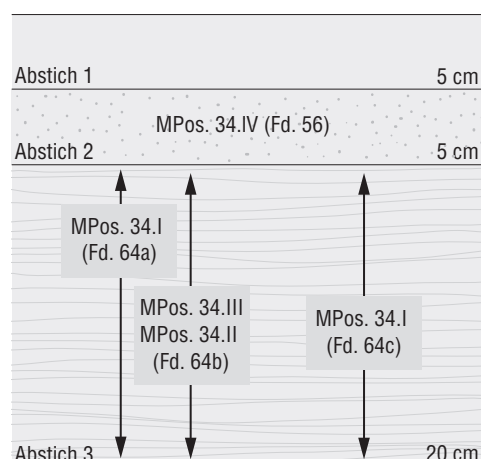 Abstich 1 5 cm
MPos. 34.IV (Fd. 56)
Abstich 2 5 cm
MPos. 34.I
(Fd. 64a)
MPos. 34.III
MPos. 34.II
(Fd. 64b)
MPos. 34.I
(Fd. 64c)
Abstich 3 20 cm